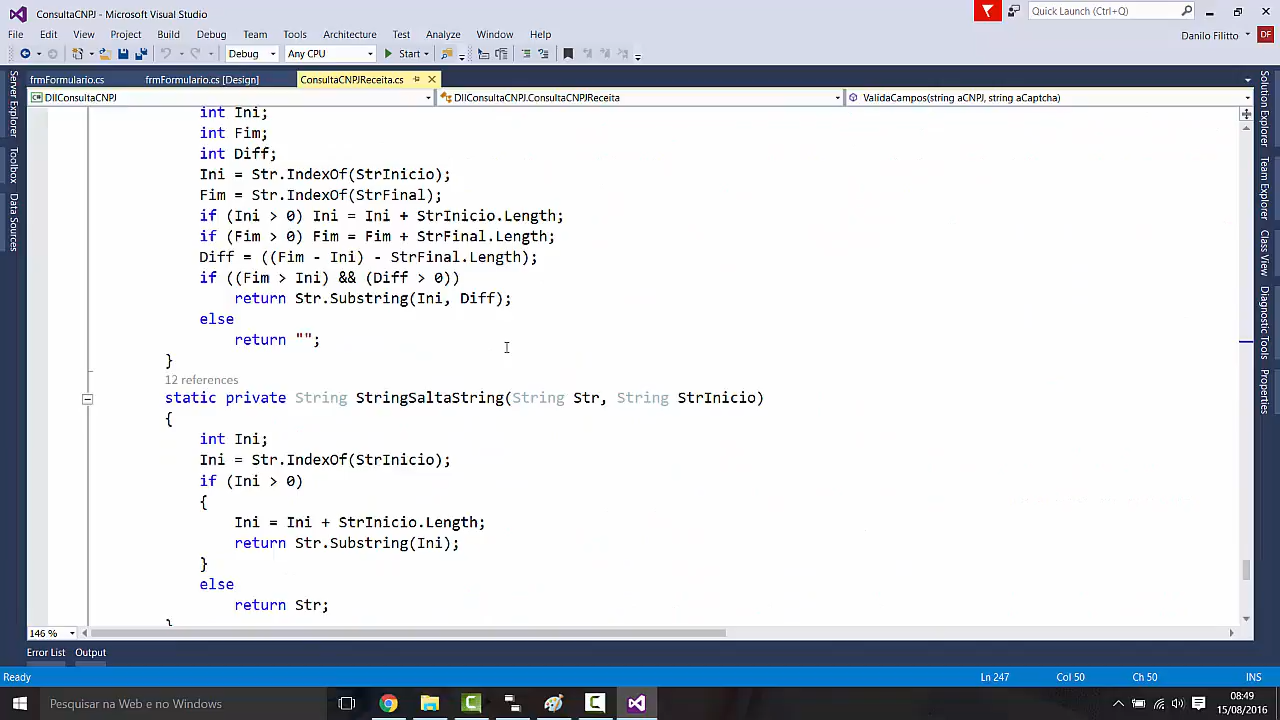 ConsultaCNPJ - Microsoft Visual Studio
Quick Launch (Ctrl+Q)
File Edit View Project Build Debug Team Tools Architecture Test Analyze Window Help
Danilo Filitto DF
Debug Any CPU Start
frmFormulario.cs frmFormulario.cs [Design] ConsultaCNPJReceita.cs
DllConsultaCNPJ DllConsultaCNPJ.ConsultaCNPJReceita ValidaCampos(string aCNPJ, string aCaptcha)
Server Explorer
Toolbox
Data Sources
int Ini;
int Fim;
int Diff;
Ini = Str.IndexOf(StrInicio);
Fim = Str.IndexOf(StrFinal);
if (Ini > 0) Ini = Ini + StrInicio.Length;
if (Fim > 0) Fim = Fim + StrFinal.Length;
Diff = ((Fim - Ini) - StrFinal.Length);
if ((Fim > Ini) && (Diff > 0))
return Str.Substring(Ini, Diff);
else
return "";
}
12 references
static private String StringSaltaString(String Str, String StrInicio)
{
int Ini;
Ini = Str.IndexOf(StrInicio);
if (Ini > 0)
{
Ini = Ini + StrInicio.Length;
return Str.Substring(Ini);
}
else
return Str;
}
Solution Explorer
Team Explorer
Class View
Diagnostic Tools
Properties
146 %
Error List Output
Ready Ln 247 Col 50 Ch 50 INS
Pesquisar na Web e no Windows
08:49
15/08/2016